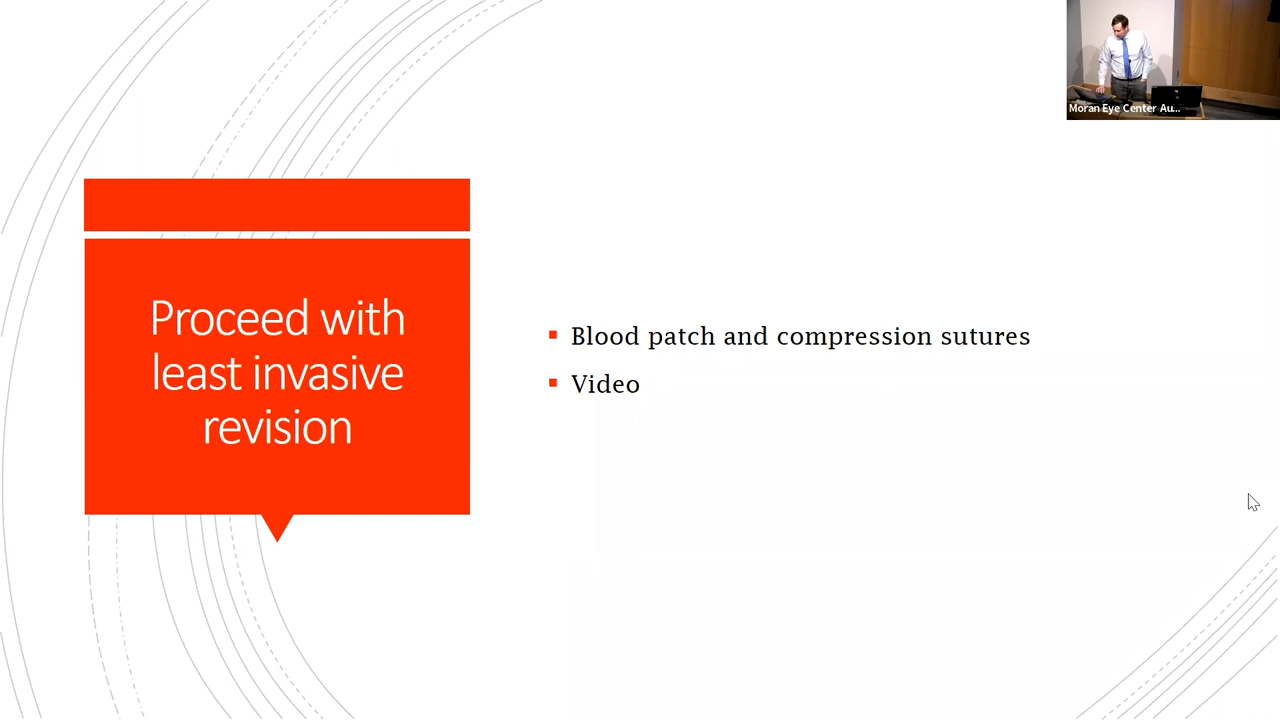 Moran Eye Center Au...
Proceed with
least invasive
revision
Blood patch and compression sutures
Video